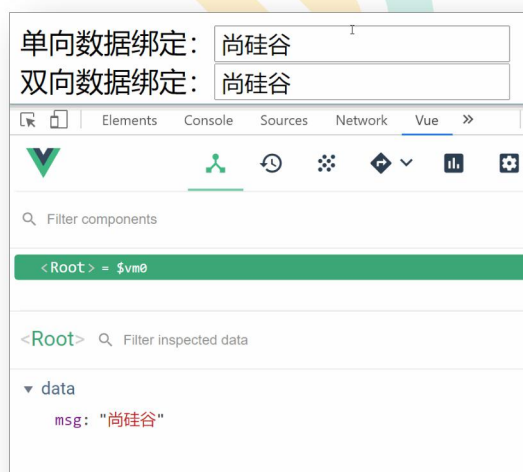 单向数据绑定: 尚硅谷
双向数据绑定: 尚硅谷
Elements Console Sources Network Vue »
Filter components
<Root> = $vm0
<Root> Filter inspected data
data
msg: "尚硅谷"